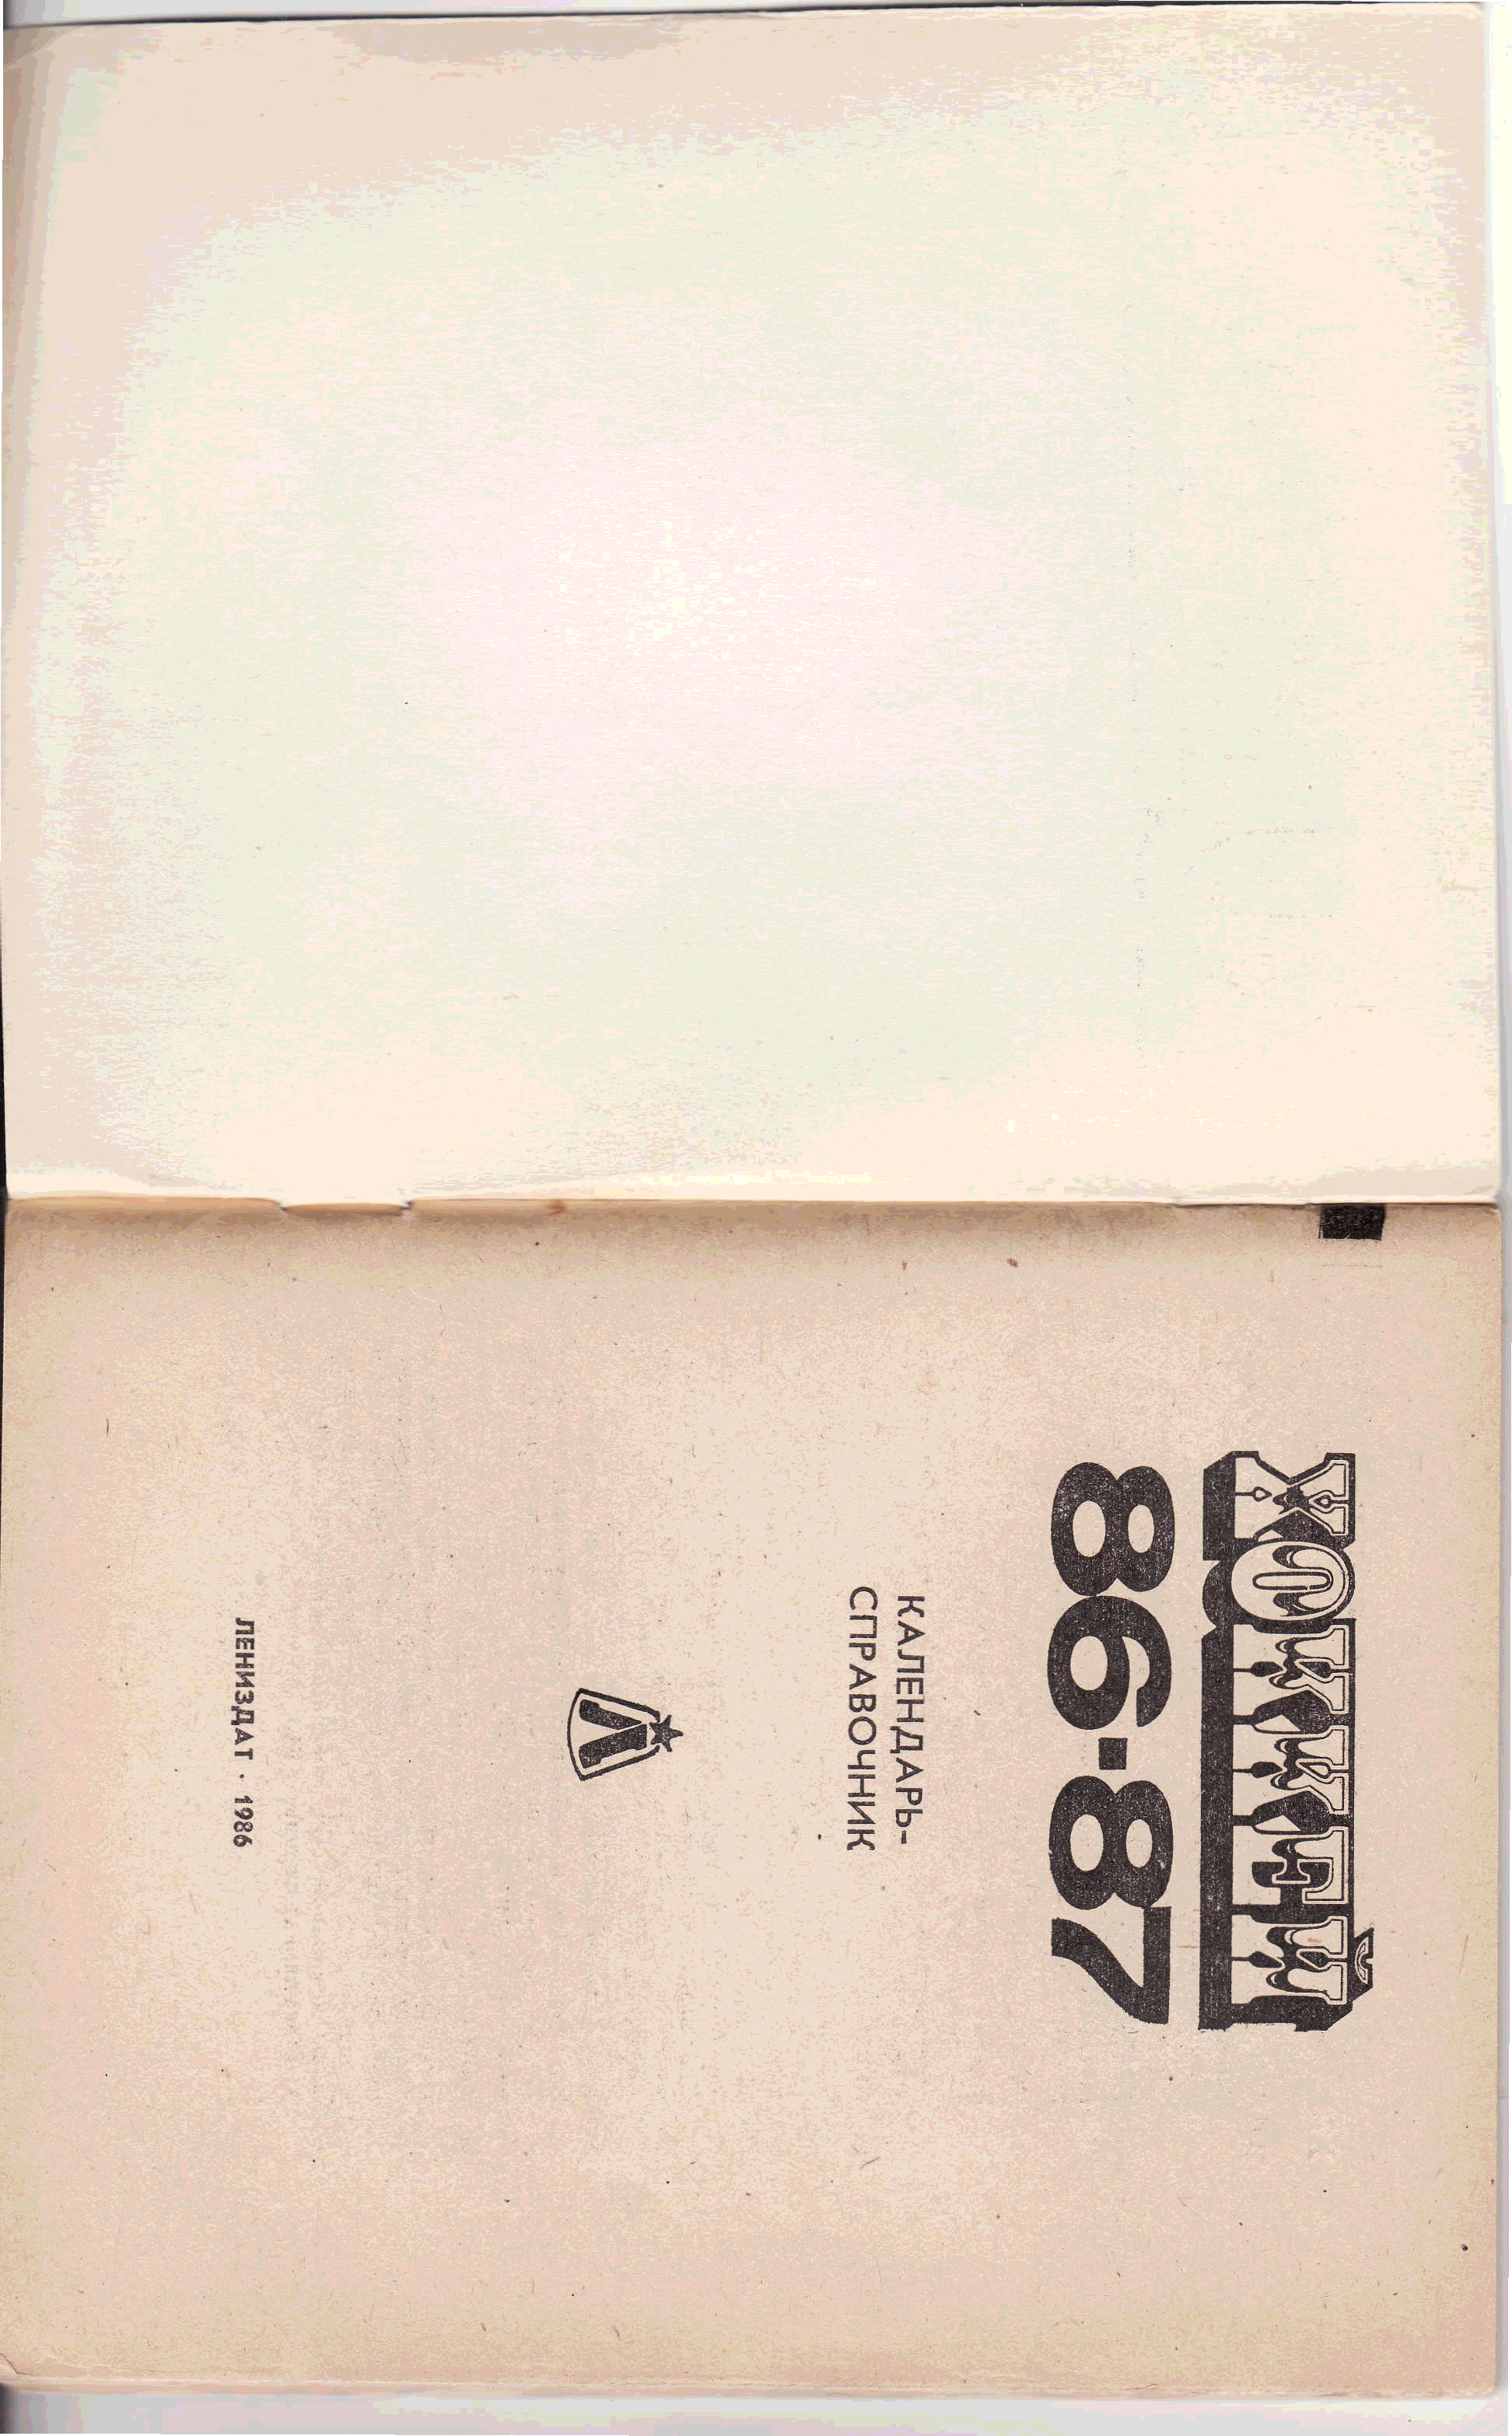 ХОККЕЙ
86·87
КАЛЕНДАРЬ-
СПРАВОЧНИК
Л
ЛЕНИЗДАТ · 1986